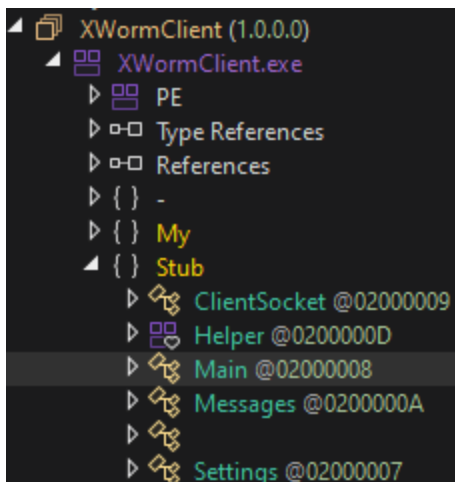 XWormClient (1.0.0.0)
XWormClient.exe
PE
Type References
References
{ } -
{ } My
{ } Stub
ClientSocket @02000009
Helper @0200000D
Main @02000008
Messages @0200000A
Settings @02000007